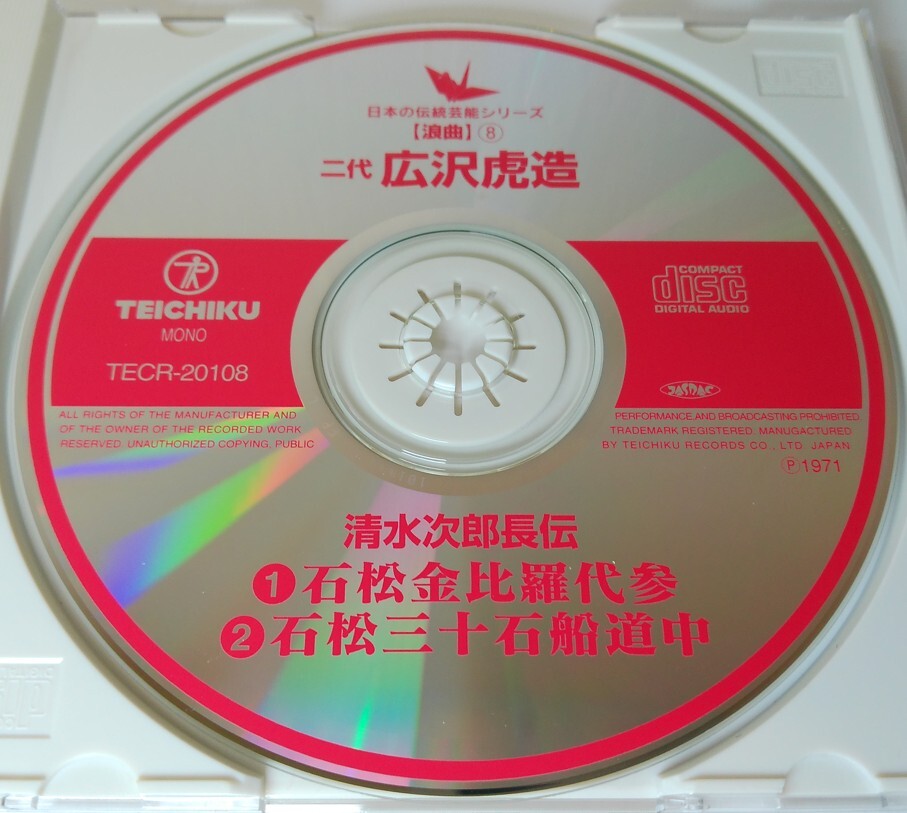 日本の伝統芸能シリーズ
【浪曲】⑧
二代 広沢虎造
TEICHIKU
MONO
TECR-20108
COMPACT
disc
DIGITAL AUDIO
JASRAC
ALL RIGHTS OF THE MANUFACTURER AND
OF THE OWNER OF THE RECORDED WORK
RESERVED. UNAUTHORIZED COPYING, PUBLIC
PERFORMANCE AND BROADCASTING PROHIBITED.
TRADEMARK REGISTERED. MANUGACTURED
BY TEICHIKU RECORDS CO., LTD. JAPAN
Ⓟ1971
清水次郎長伝
❶石松金比羅代参
❷石松三十石船道中